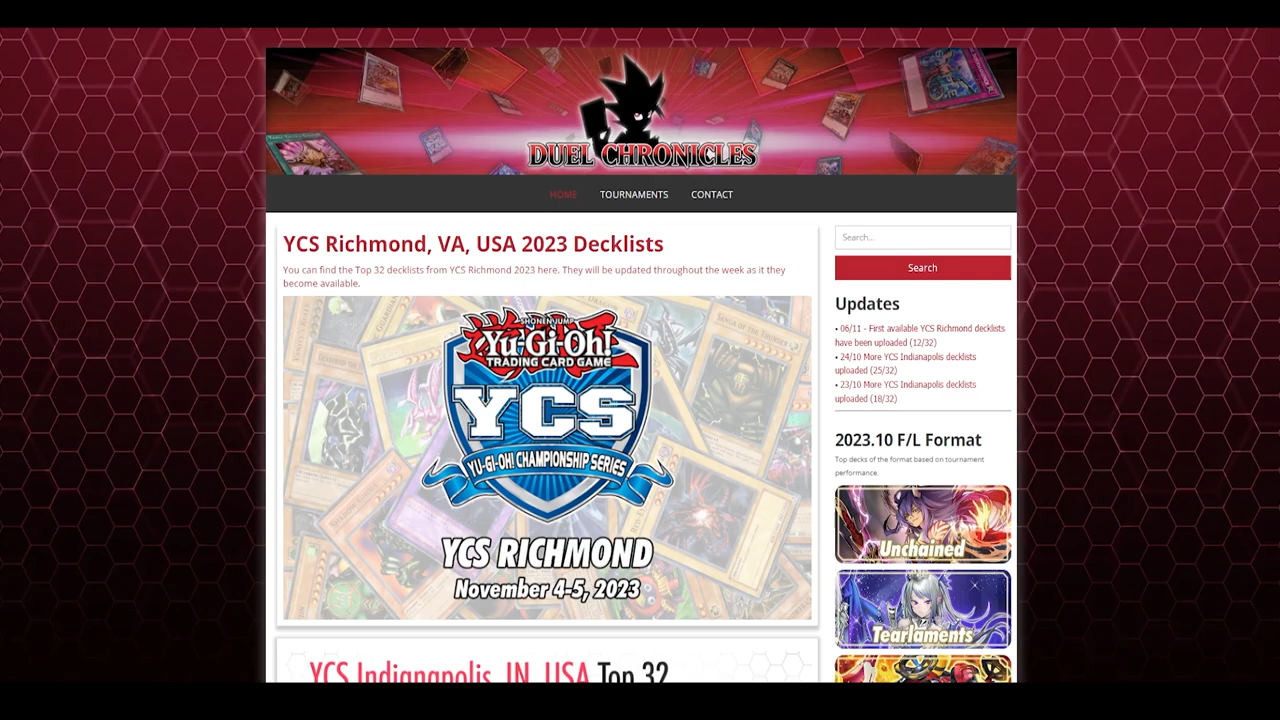 DUEL CHRONICLES
HOME TOURNAMENTS CONTACT
YCS Richmond, VA, USA 2023 Decklists
You can find the Top 32 decklists from YCS Richmond 2023 here. They will be updated throughout the week as it they
become available.
SHONEN JUMP
Yu-Gi-Oh!
TRADING CARD GAME
YCS
YU-GI-OH! CHAMPIONSHIP SERIES
YCS RICHMOND
November 4-5, 2023
YCS Indianapolis, IN, USA Top 32
Search...
Search
Updates
• 06/11 - First available YCS Richmond decklists
have been uploaded (12/32)
• 24/10 More YCS Indianapolis decklists
uploaded (25/32)
• 23/10 More YCS Indianapolis decklists
uploaded (18/32)
2023.10 F/L Format
Top decks of the format based on tournament
performance.
Unchained
Tearlaments